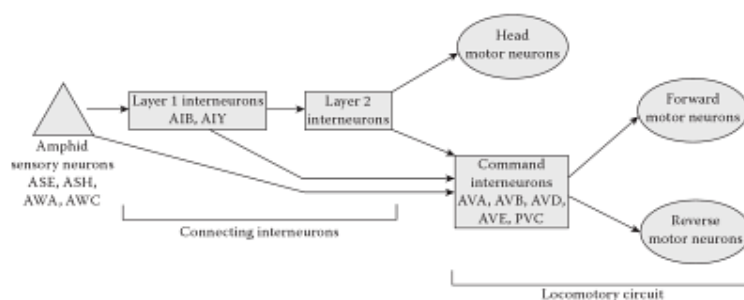 Head
motor neurons
Layer 1 interneurons
AIB, AIY
Layer 2
interneurons
Forward
motor neurons
Amphid
sensory neurons
ASE, ASH,
AWA, AWC
Command
interneurons
AVA, AVB, AVD,
AVE, PVC
Connecting interneurons
Reverse
motor neurons
Locomotory circuit